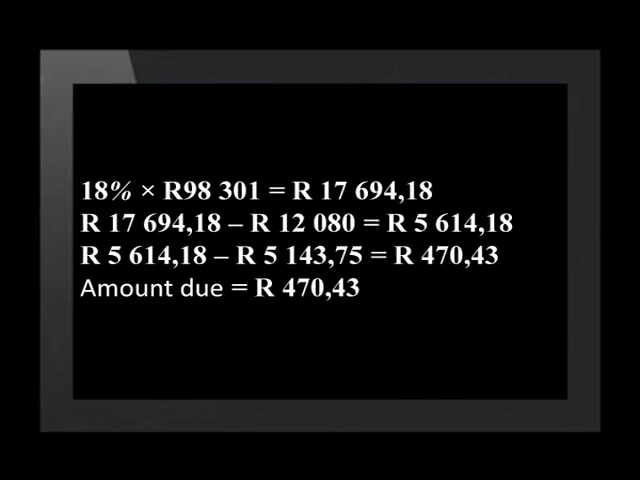 18% × R98 301 = R 17 694,18
R 17 694,18 – R 12 080 = R 5 614,18
R 5 614,18 – R 5 143,75 = R 470,43
Amount due = R 470,43